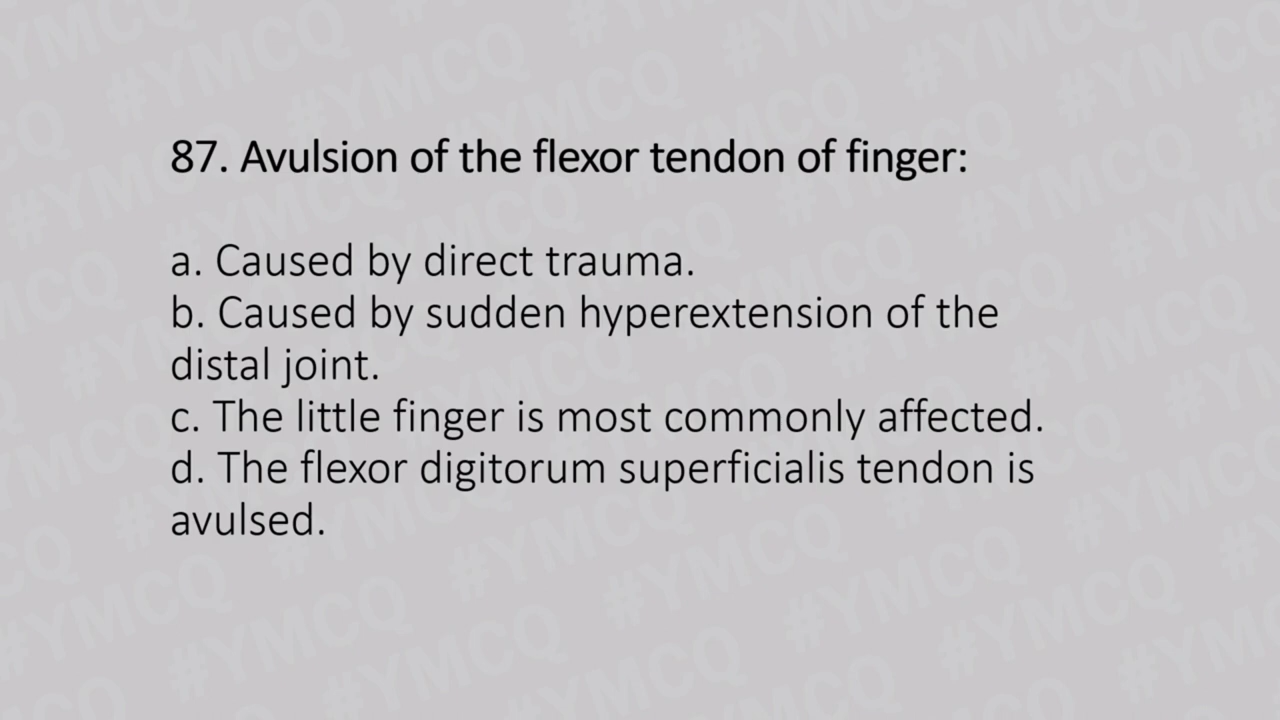 87. Avulsion of the flexor tendon of finger:
a. Caused by direct trauma.
b. Caused by sudden hyperextension of the
distal joint.
c. The little finger is most commonly affected.
d. The flexor digitorum superficialis tendon is
avulsed.
#YMCQ